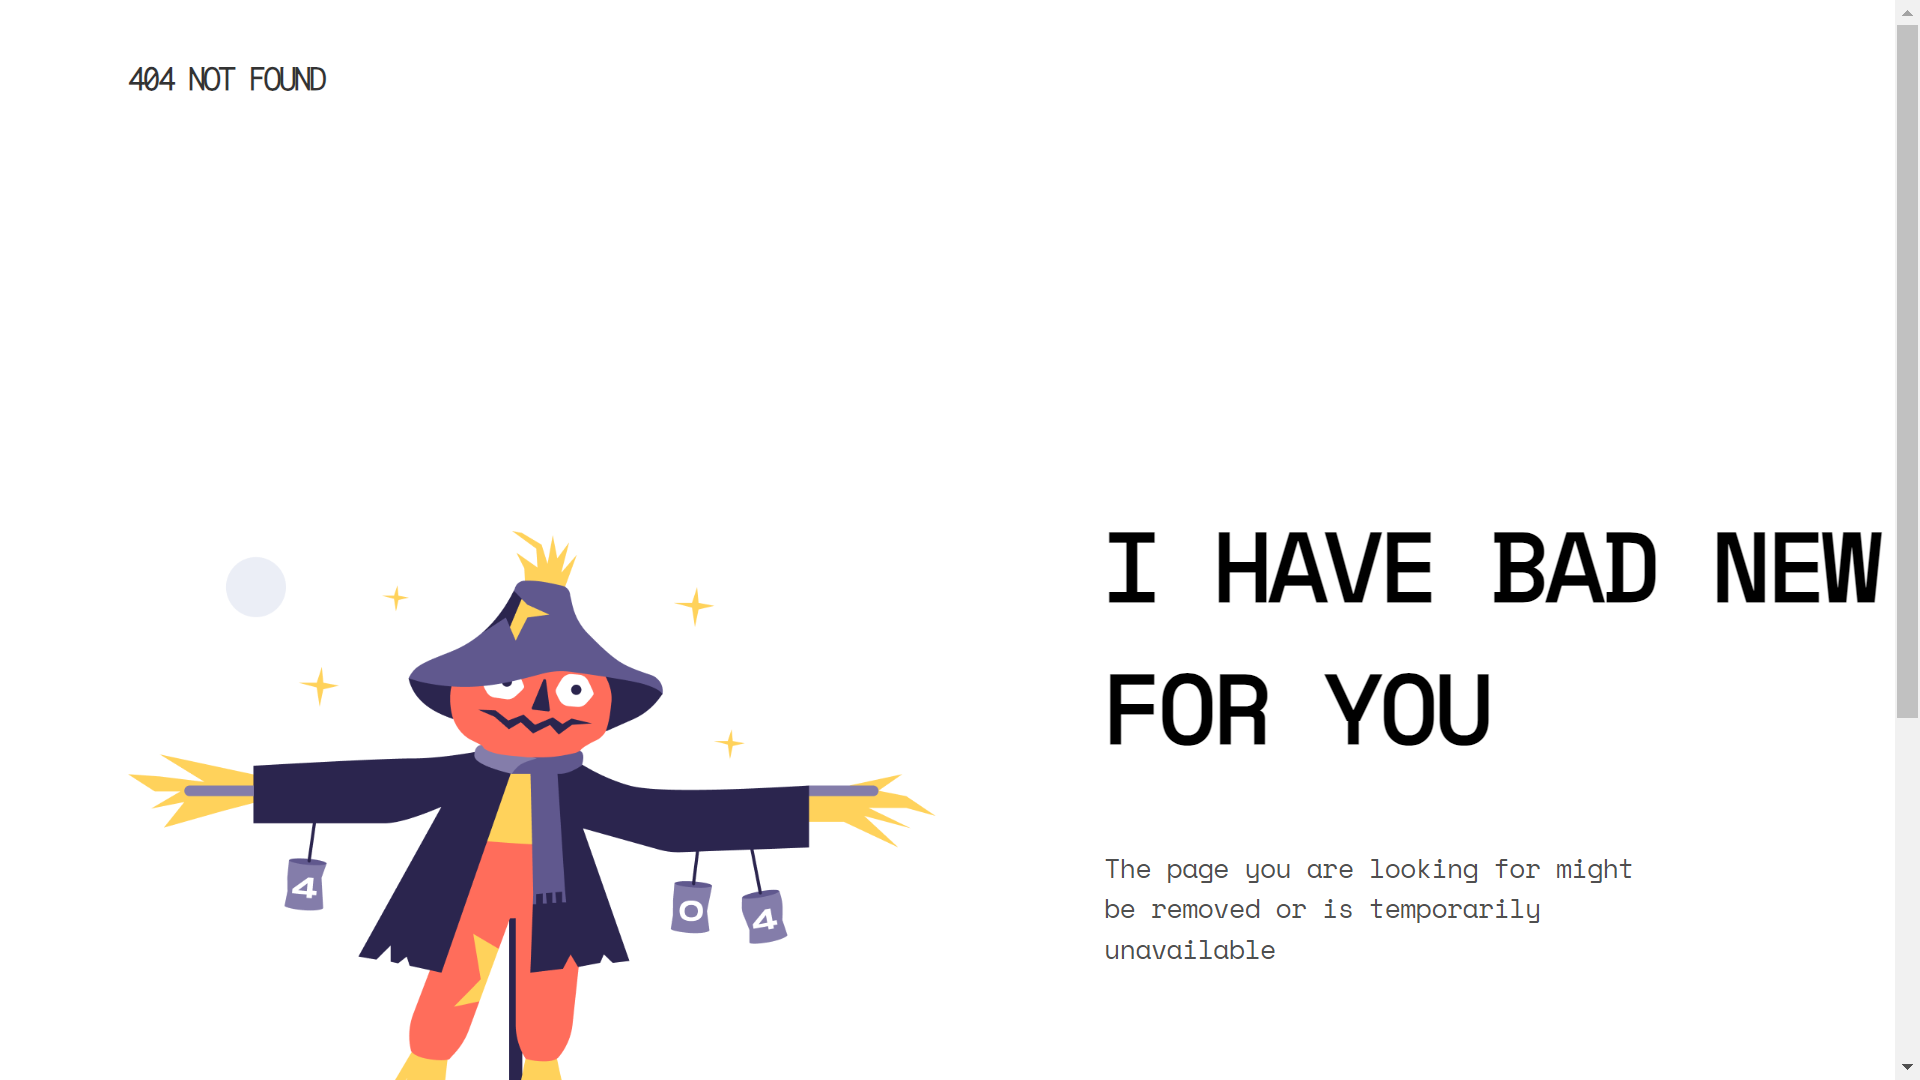 404 NOT FOUND
I HAVE BAD NEW
FOR YOU
4
0
4
The page you are looking for might
be removed or is temporarily
unavailable